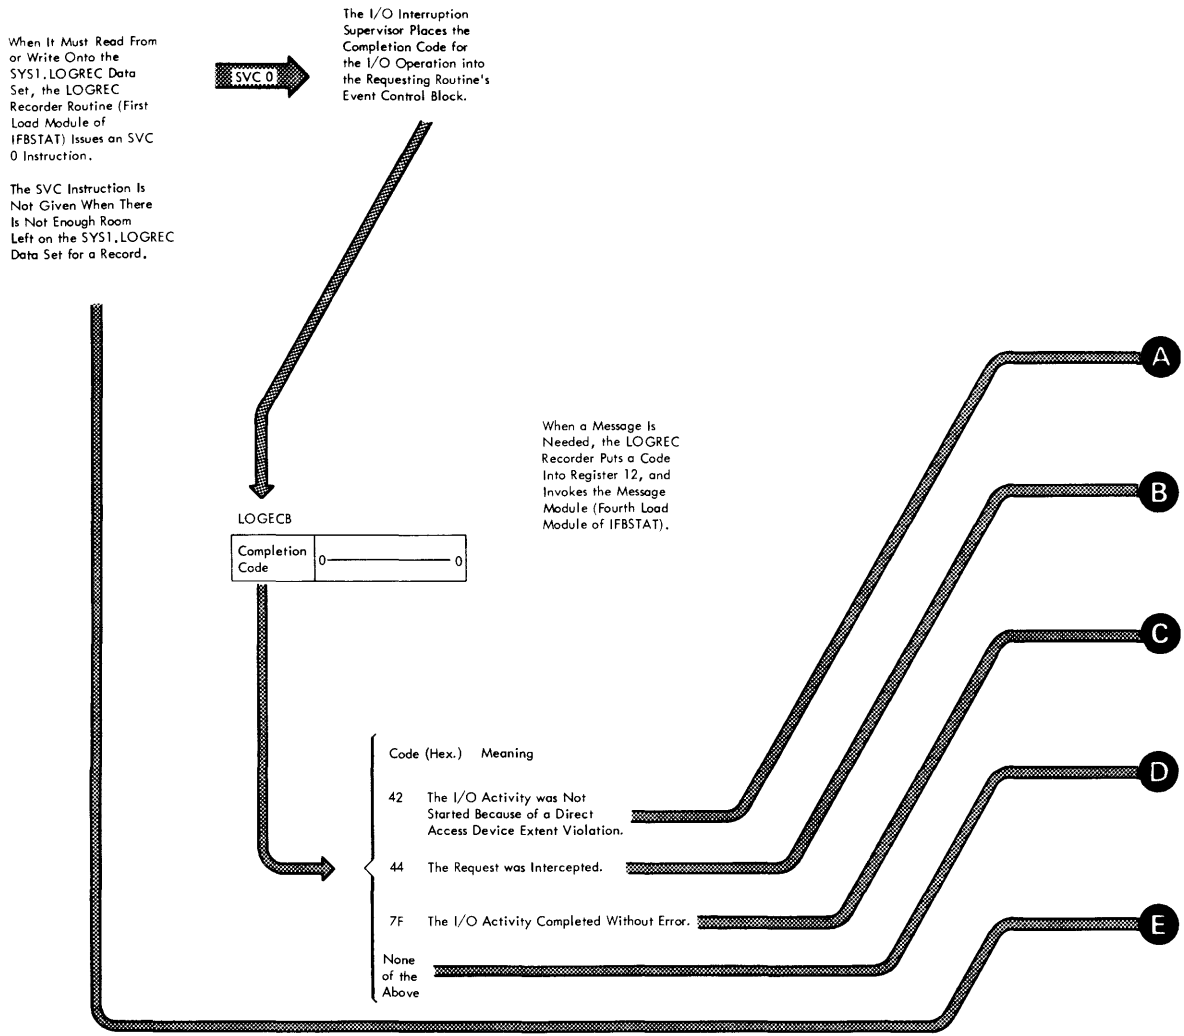 When It Must Read From
or Write Onto the
SYS1.LOGREC Data
Set, the LOGREC
Recorder Routine (First
Load Module of
IFBSTAT) Issues an SVC
0 Instruction.
The SVC Instruction Is
Not Given When There
Is Not Enough Room
Left on the SYS1.LOGREC
Data Set for a Record.
SVC 0
The I/O Interruption
Supervisor Places the
Completion Code for
the I/O Operation into
the Requesting Routine's
Event Control Block.
LOGECB
Completion
Code
0 0
When a Message Is
Needed, the LOGREC
Recorder Puts a Code
Into Register 12, and
Invokes the Message
Module (Fourth Load
Module of IFBSTAT).
Code (Hex.) Meaning
42 The I/O Activity was Not
Started Because of a Direct
Access Device Extent Violation.
44 The Request was Intercepted.
7F The I/O Activity Completed Without Error.
None
of the
Above
A
B
C
D
E